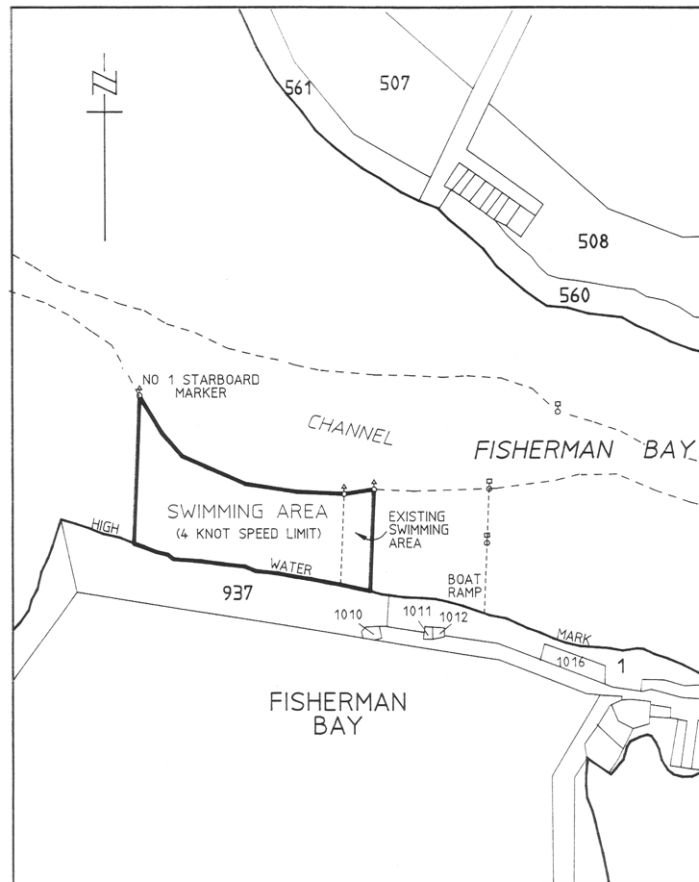 561
507
508
560
NO 1 STARBOARD
MARKER
CHANNEL
FISHERMAN BAY
SWIMMING AREA
(4 KNOT SPEED LIMIT)
EXISTING
SWIMMING
AREA
HIGH
WATER
BOAT
RAMP
937
1010
1011
1012
MARK
1016
1
FISHERMAN
BAY